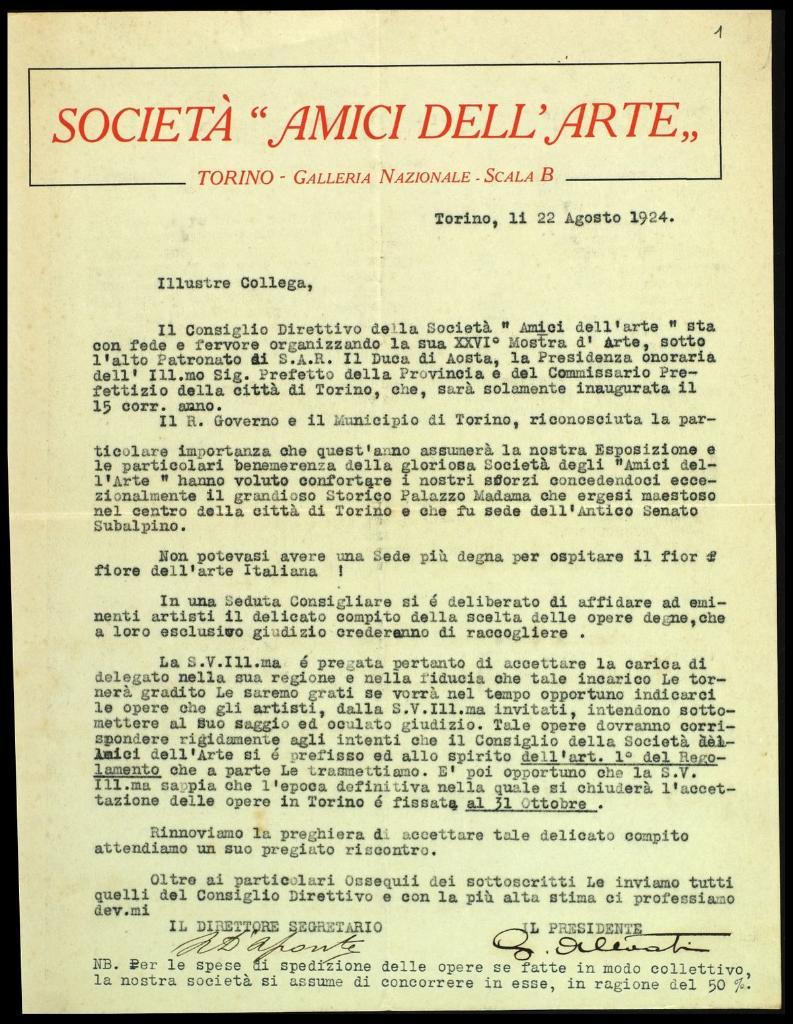 1
SOCIETÀ “ AMICI DELL'ARTE „
TORINO - GALLERIA NAZIONALE - SCALA B
Torino, li 22 Agosto 1924.
Illustre Collega,
Il Consiglio Direttivo della Società " Amici dell'arte " sta
con fede e fervore organizzando la sua XXVI° Mostra d' Arte, sotto
l'alto Patronato di S.A.R. Il Duca di Aosta, la Presidenza onoraria
dell' Ill.mo Sig. Prefetto della Provincia e del Commissario Pre-
fettizio della città di Torino, che, sarà solamente inaugurata il
15 corr. anno.
Il R. Governo e il Municipio di Torino, riconosciuta la par-
ticolare importanza che quest'anno assumerà la nostra Esposizione e
le particolari benemerenza della gloriosa Società degli "Amici del-
l'Arte " hanno voluto confortare i nostri sforzi concedendoci ecce-
zionalmente il grandioso Storico Palazzo Madama che ergesi maestoso
nel centro della città di Torino e che fu sede dell'Antico Senato
Subalpino.
Non potevasi avere una Sede più degna per ospitare il fior
fiore dell'arte Italiana !
In una Seduta Consigliare si é deliberato di affidare ad emi-
nenti artisti il delicato compito della scelta delle opere degne,che
a loro esclusivo giudizio crederanno di raccogliere .
La S.V.Ill.ma é pregata pertanto di accettare la carica di
delegato nella sua regione e nella fiducia che tale incarico Le tor-
nerà gradito Le saremo grati se vorrà nel tempo opportuno indicarci
le opere che gli artisti, dalla S.V.Ill.ma invitati, intendono sotto-
mettere al Suo saggio ed oculato giudizio. Tale opere dovranno corri-
spondere rigidamente agli intenti che il Consiglio della Società
Amici dell'Arte si é prefisso ed allo spirito dell'art. 1° del Rego-
lamento che a parte Le trasmettiamo. E' poi opportuno che la S.V.
Ill.ma sappia che l'epoca definitiva nella quale si chiuderà l'accet-
tazione delle opere in Torino é fissata al 31 Ottobre .
Rinnoviamo la preghiera di accettare tale delicato compito
attendiamo un suo pregiato riscontro.
Oltre ai particolari Ossequii dei sottoscritti Le inviamo tutti
quelli del Consiglio Direttivo e con la più alta stima ci professiamo
dev.mi
IL DIRETTORE SEGRETARIO IL PRESIDENTE
D'Aponte
NB. Per le spese di spedizione delle opere se fatte in modo collettivo,
la nostra società si assume di concorrere in esse, in ragione del 50 %.